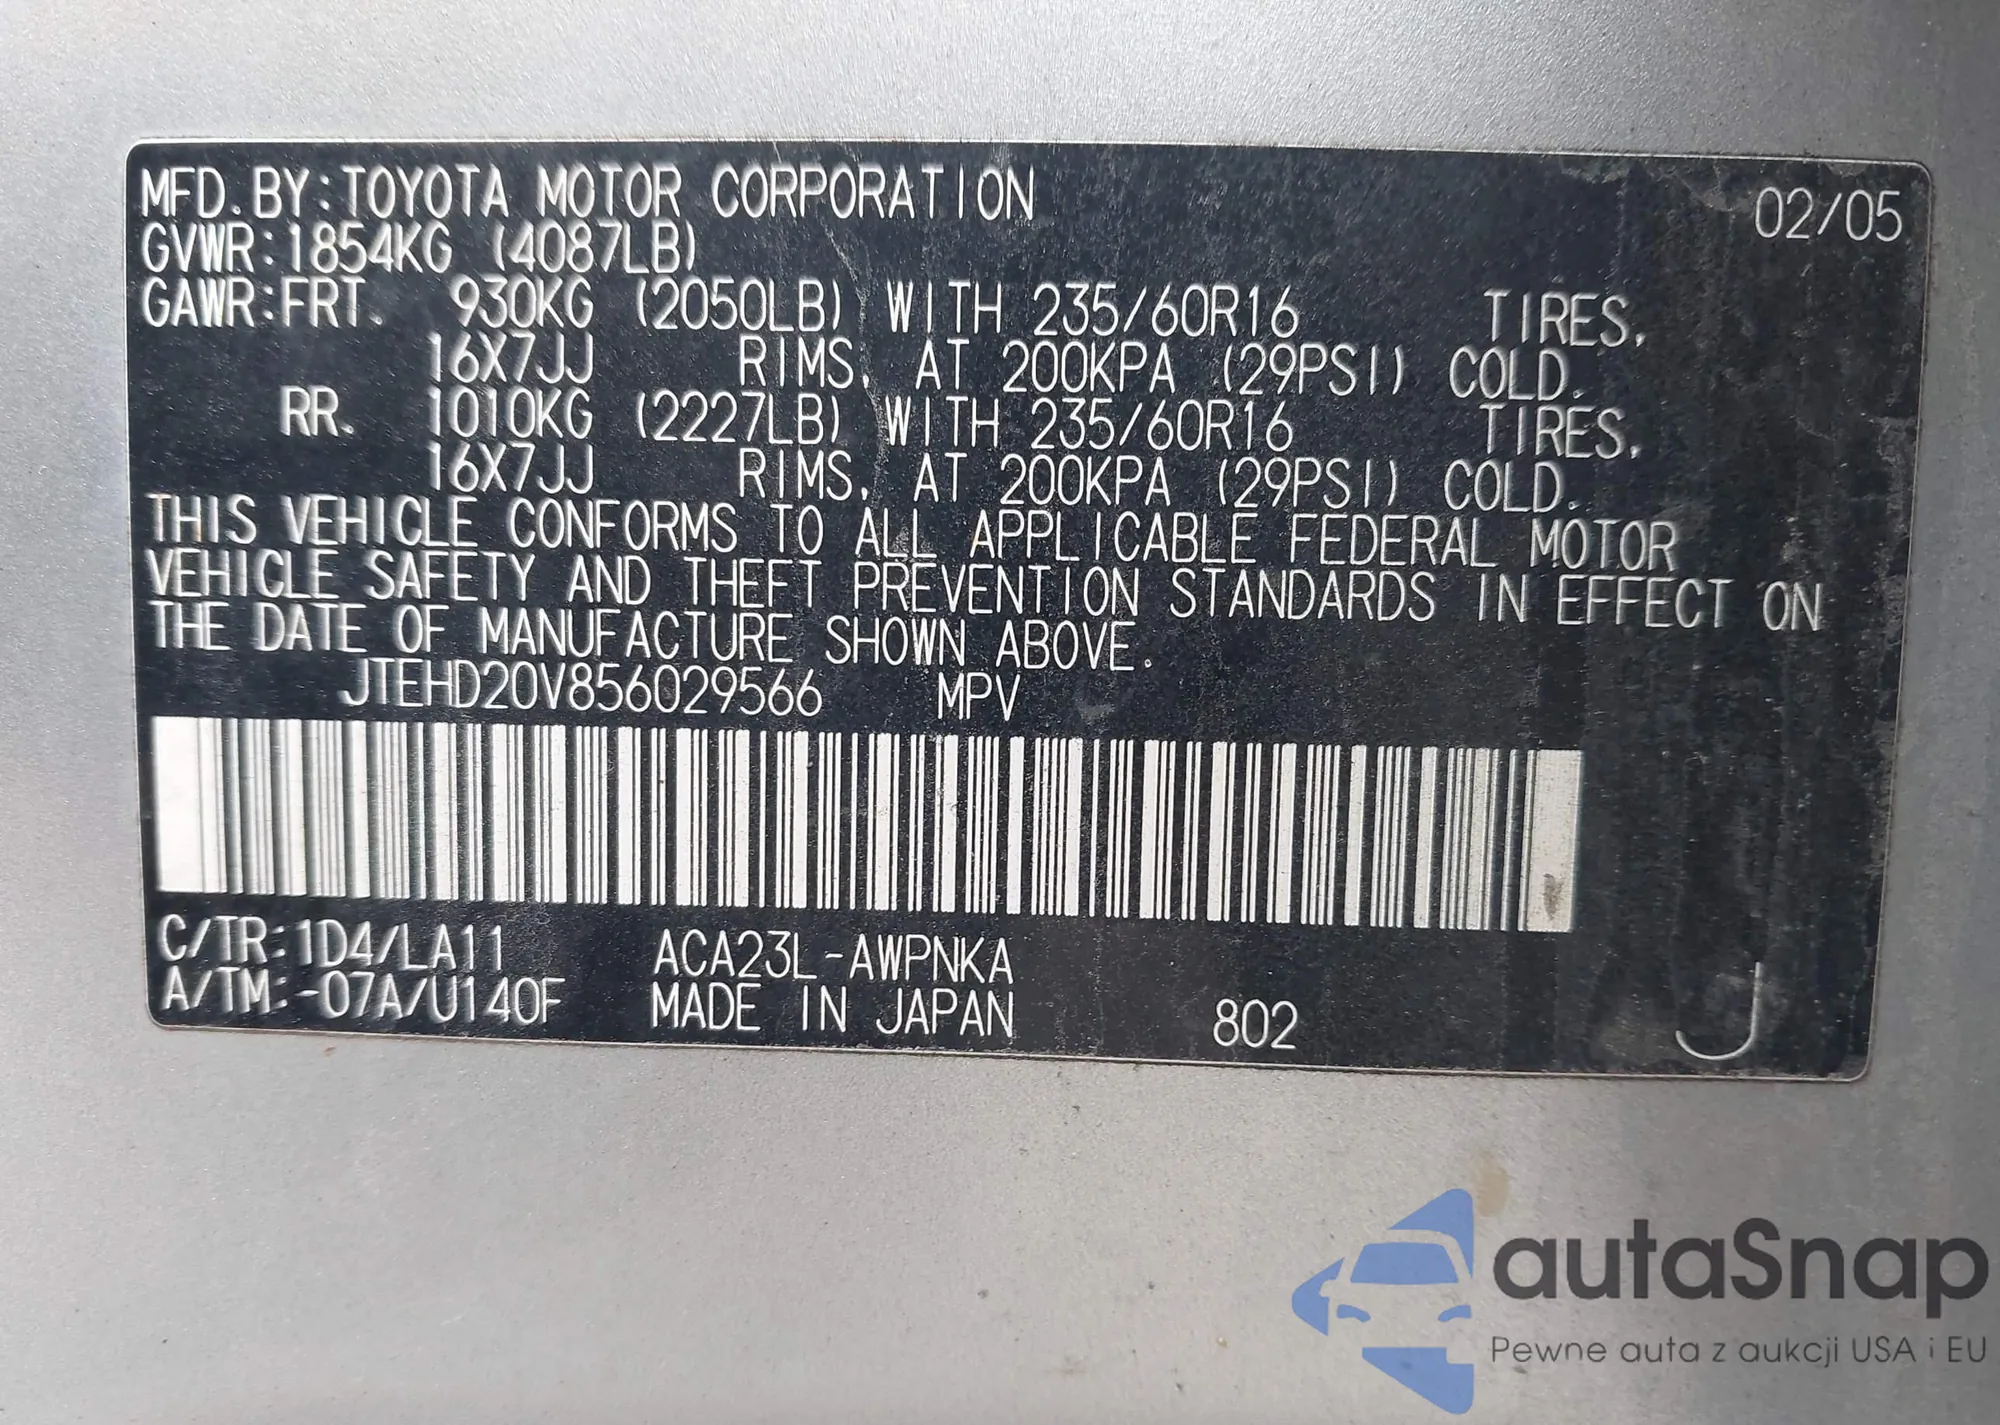 MFD. BY: TOYOTA MOTOR CORPORATION 02/05
GVWR: 1854KG (4087LB)
GAWR: FRT. 930KG (2050LB) WITH 235/60R16 TIRES,
16X7JJ RIMS, AT 200KPA (29PSI) COLD.
RR. 1010KG (2227LB) WITH 235/60R16 TIRES,
16X7JJ RIMS, AT 200KPA (29PSI) COLD.
THIS VEHICLE CONFORMS TO ALL APPLICABLE FEDERAL MOTOR
VEHICLE SAFETY AND THEFT PREVENTION STANDARDS IN EFFECT ON
THE DATE OF MANUFACTURE SHOWN ABOVE.
JTEHD20V856029566 MPV
C/TR: 1D4/LA11 ACA23L-AWPNKA
A/TM: -07A/U140F MADE IN JAPAN 802 J
autaSnap
Pewne auta z aukcji USA i EU